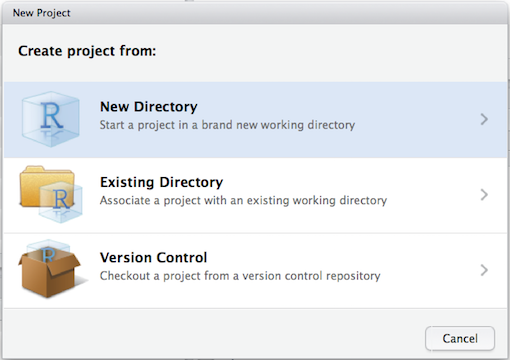 New Project
Create project from:
R
New Directory
Start a project in a brand new working directory
R
Existing Directory
Associate a project with an existing working directory
R
Version Control
Checkout a project from a version control repository
Cancel